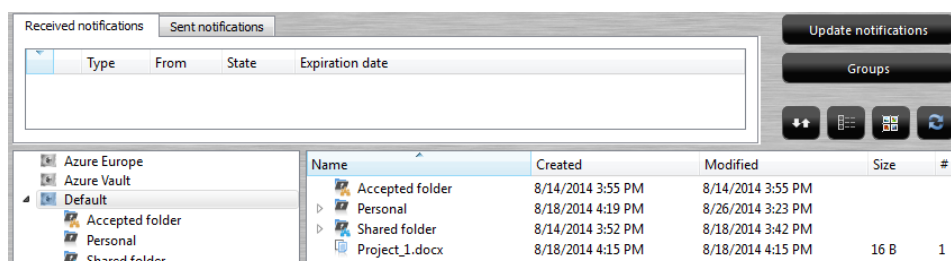 Received notifications Sent notifications
Update notifications
Type From State Expiration date
Groups
Azure Europe
Azure Vault
Default
Accepted folder
Personal
Shared folder
Name Created Modified Size #
Accepted folder 8/14/2014 3:55 PM 8/14/2014 3:55 PM
Personal 8/18/2014 4:19 PM 8/26/2014 3:23 PM
Shared folder 8/14/2014 3:52 PM 8/18/2014 3:42 PM
Project_1.docx 8/18/2014 4:15 PM 8/18/2014 4:15 PM 16 B 1